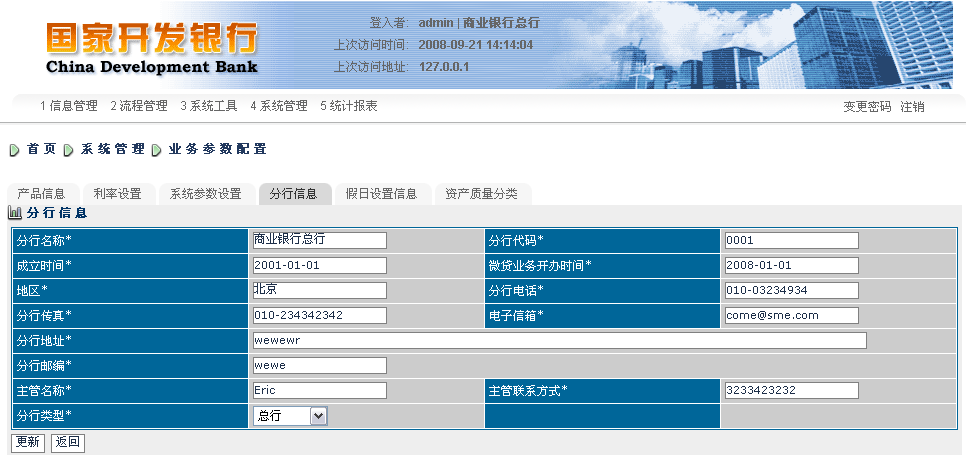 国家开发银行
China Development Bank
登入者: admin | 商业银行总行
上次访问时间: 2008-09-21 14:14:04
上次访问地址: 127.0.0.1
1 信息管理 2 流程管理 3 系统工具 4 系统管理 5 统计报表 变更密码 注销
首页 系统管理 业务参数配置
产品信息 利率设置 系统参数设置 分行信息 假日设置信息 资产质量分类
分行信息
分行名称* 商业银行总行 分行代码* 0001
成立时间* 2001-01-01 微贷业务开办时间* 2008-01-01
地区* 北京 分行电话* 010-03234934
分行传真* 010-234342342 电子信箱* come@sme.com
分行地址* wewewr
分行邮编* wewe
主管名称* Eric 主管联系方式* 3233423232
分行类型* 总行
更新 返回